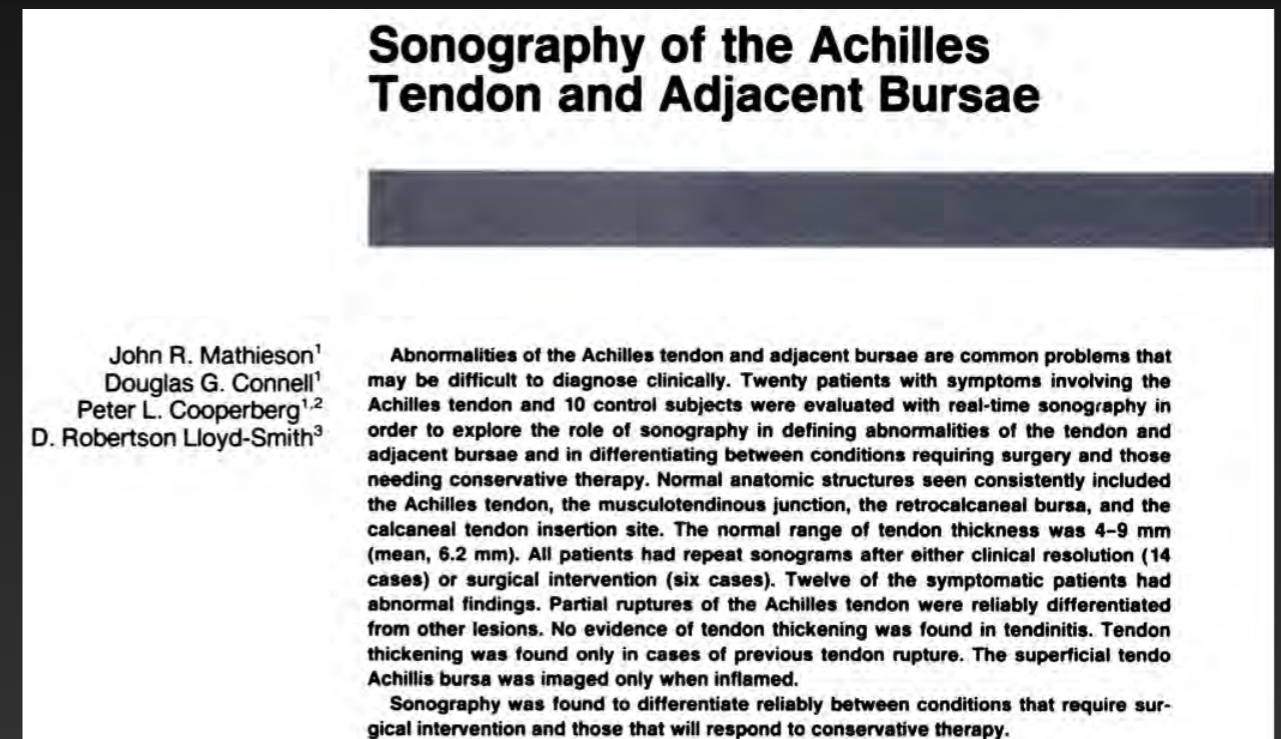 Sonography of the Achilles
Tendon and Adjacent Bursae
John R. Mathieson¹
Douglas G. Connell¹
Peter L. Cooperberg¹,²
D. Robertson Lloyd-Smith³
Abnormalities of the Achilles tendon and adjacent bursae are common problems that
may be difficult to diagnose clinically. Twenty patients with symptoms involving the
Achilles tendon and 10 control subjects were evaluated with real-time sonography in
order to explore the role of sonography in defining abnormalities of the tendon and
adjacent bursae and in differentiating between conditions requiring surgery and those
needing conservative therapy. Normal anatomic structures seen consistently included
the Achilles tendon, the musculotendinous junction, the retrocalcaneal bursa, and the
calcaneal tendon insertion site. The normal range of tendon thickness was 4–9 mm
(mean, 6.2 mm). All patients had repeat sonograms after either clinical resolution (14
cases) or surgical intervention (six cases). Twelve of the symptomatic patients had
abnormal findings. Partial ruptures of the Achilles tendon were reliably differentiated
from other lesions. No evidence of tendon thickening was found in tendinitis. Tendon
thickening was found only in cases of previous tendon rupture. The superficial tendo
Achillis bursa was imaged only when inflamed.
Sonography was found to differentiate reliably between conditions that require sur-
gical intervention and those that will respond to conservative therapy.